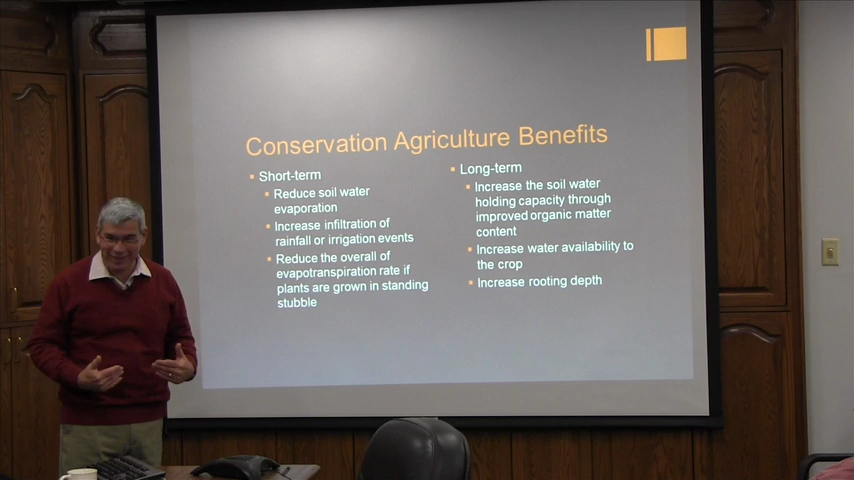 Conservation Agriculture Benefits
Short-term
Reduce soil water
evaporation
Increase infiltration of
rainfall or irrigation events
Reduce the overall of
evapotranspiration rate if
plants are grown in standing
stubble
Long-term
Increase the soil water
holding capacity through
improved organic matter
content
Increase water availability to
the crop
Increase rooting depth